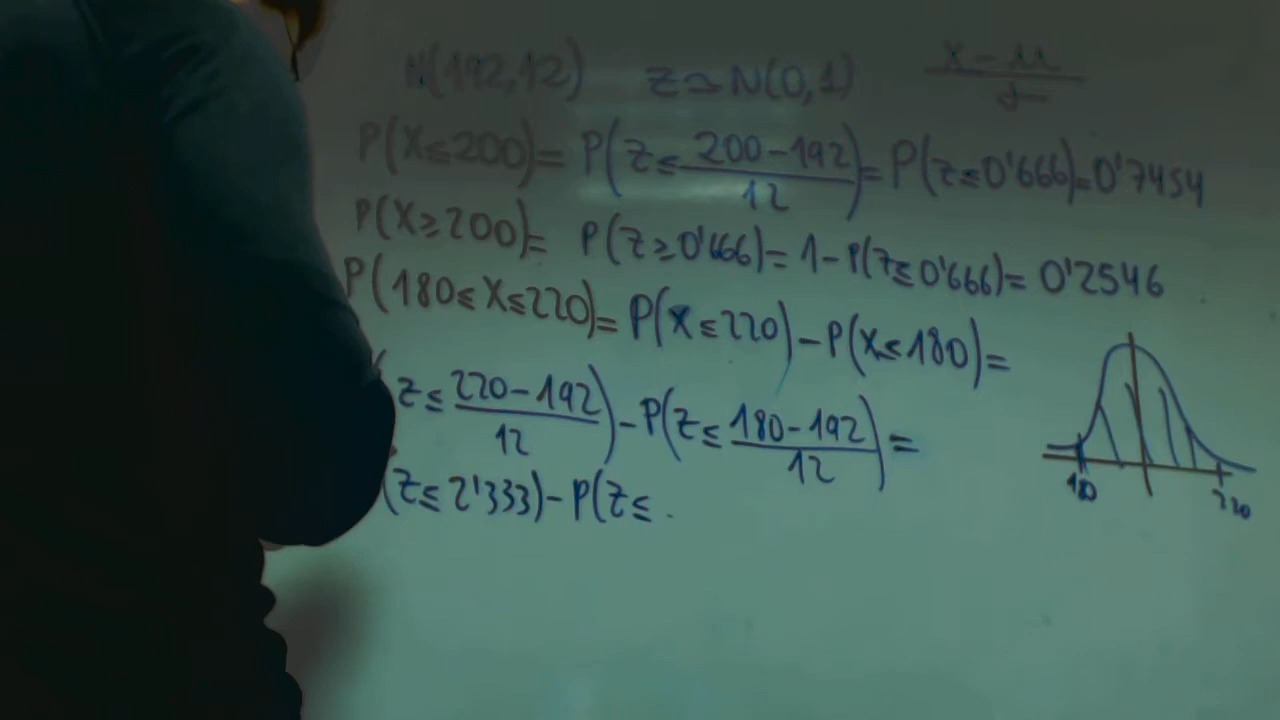 N(192,12) Z ≃ N(0,1) X-μ/σ
P(X≤200)= P(Z≤ 200-192/12)= P(Z≤0'666)=0'7454
P(X≥200)= P(Z≥0'666)= 1-P(Z≤0'666)= 0'2546
P(180≤X≤220)= P(X≤220)-P(X≤180)=
(Z≤ 220-192/12)-P(Z≤ 180-192/12)=
(Z≤2'333)-P(Z≤
180 220